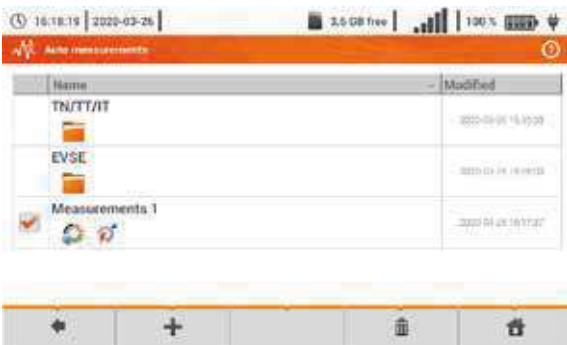 16:18:19 2020-03-26 3,6 GB free 100 %
Auto measurements
Name Modified
TN/TT/IT
EVSE
Measurements 1